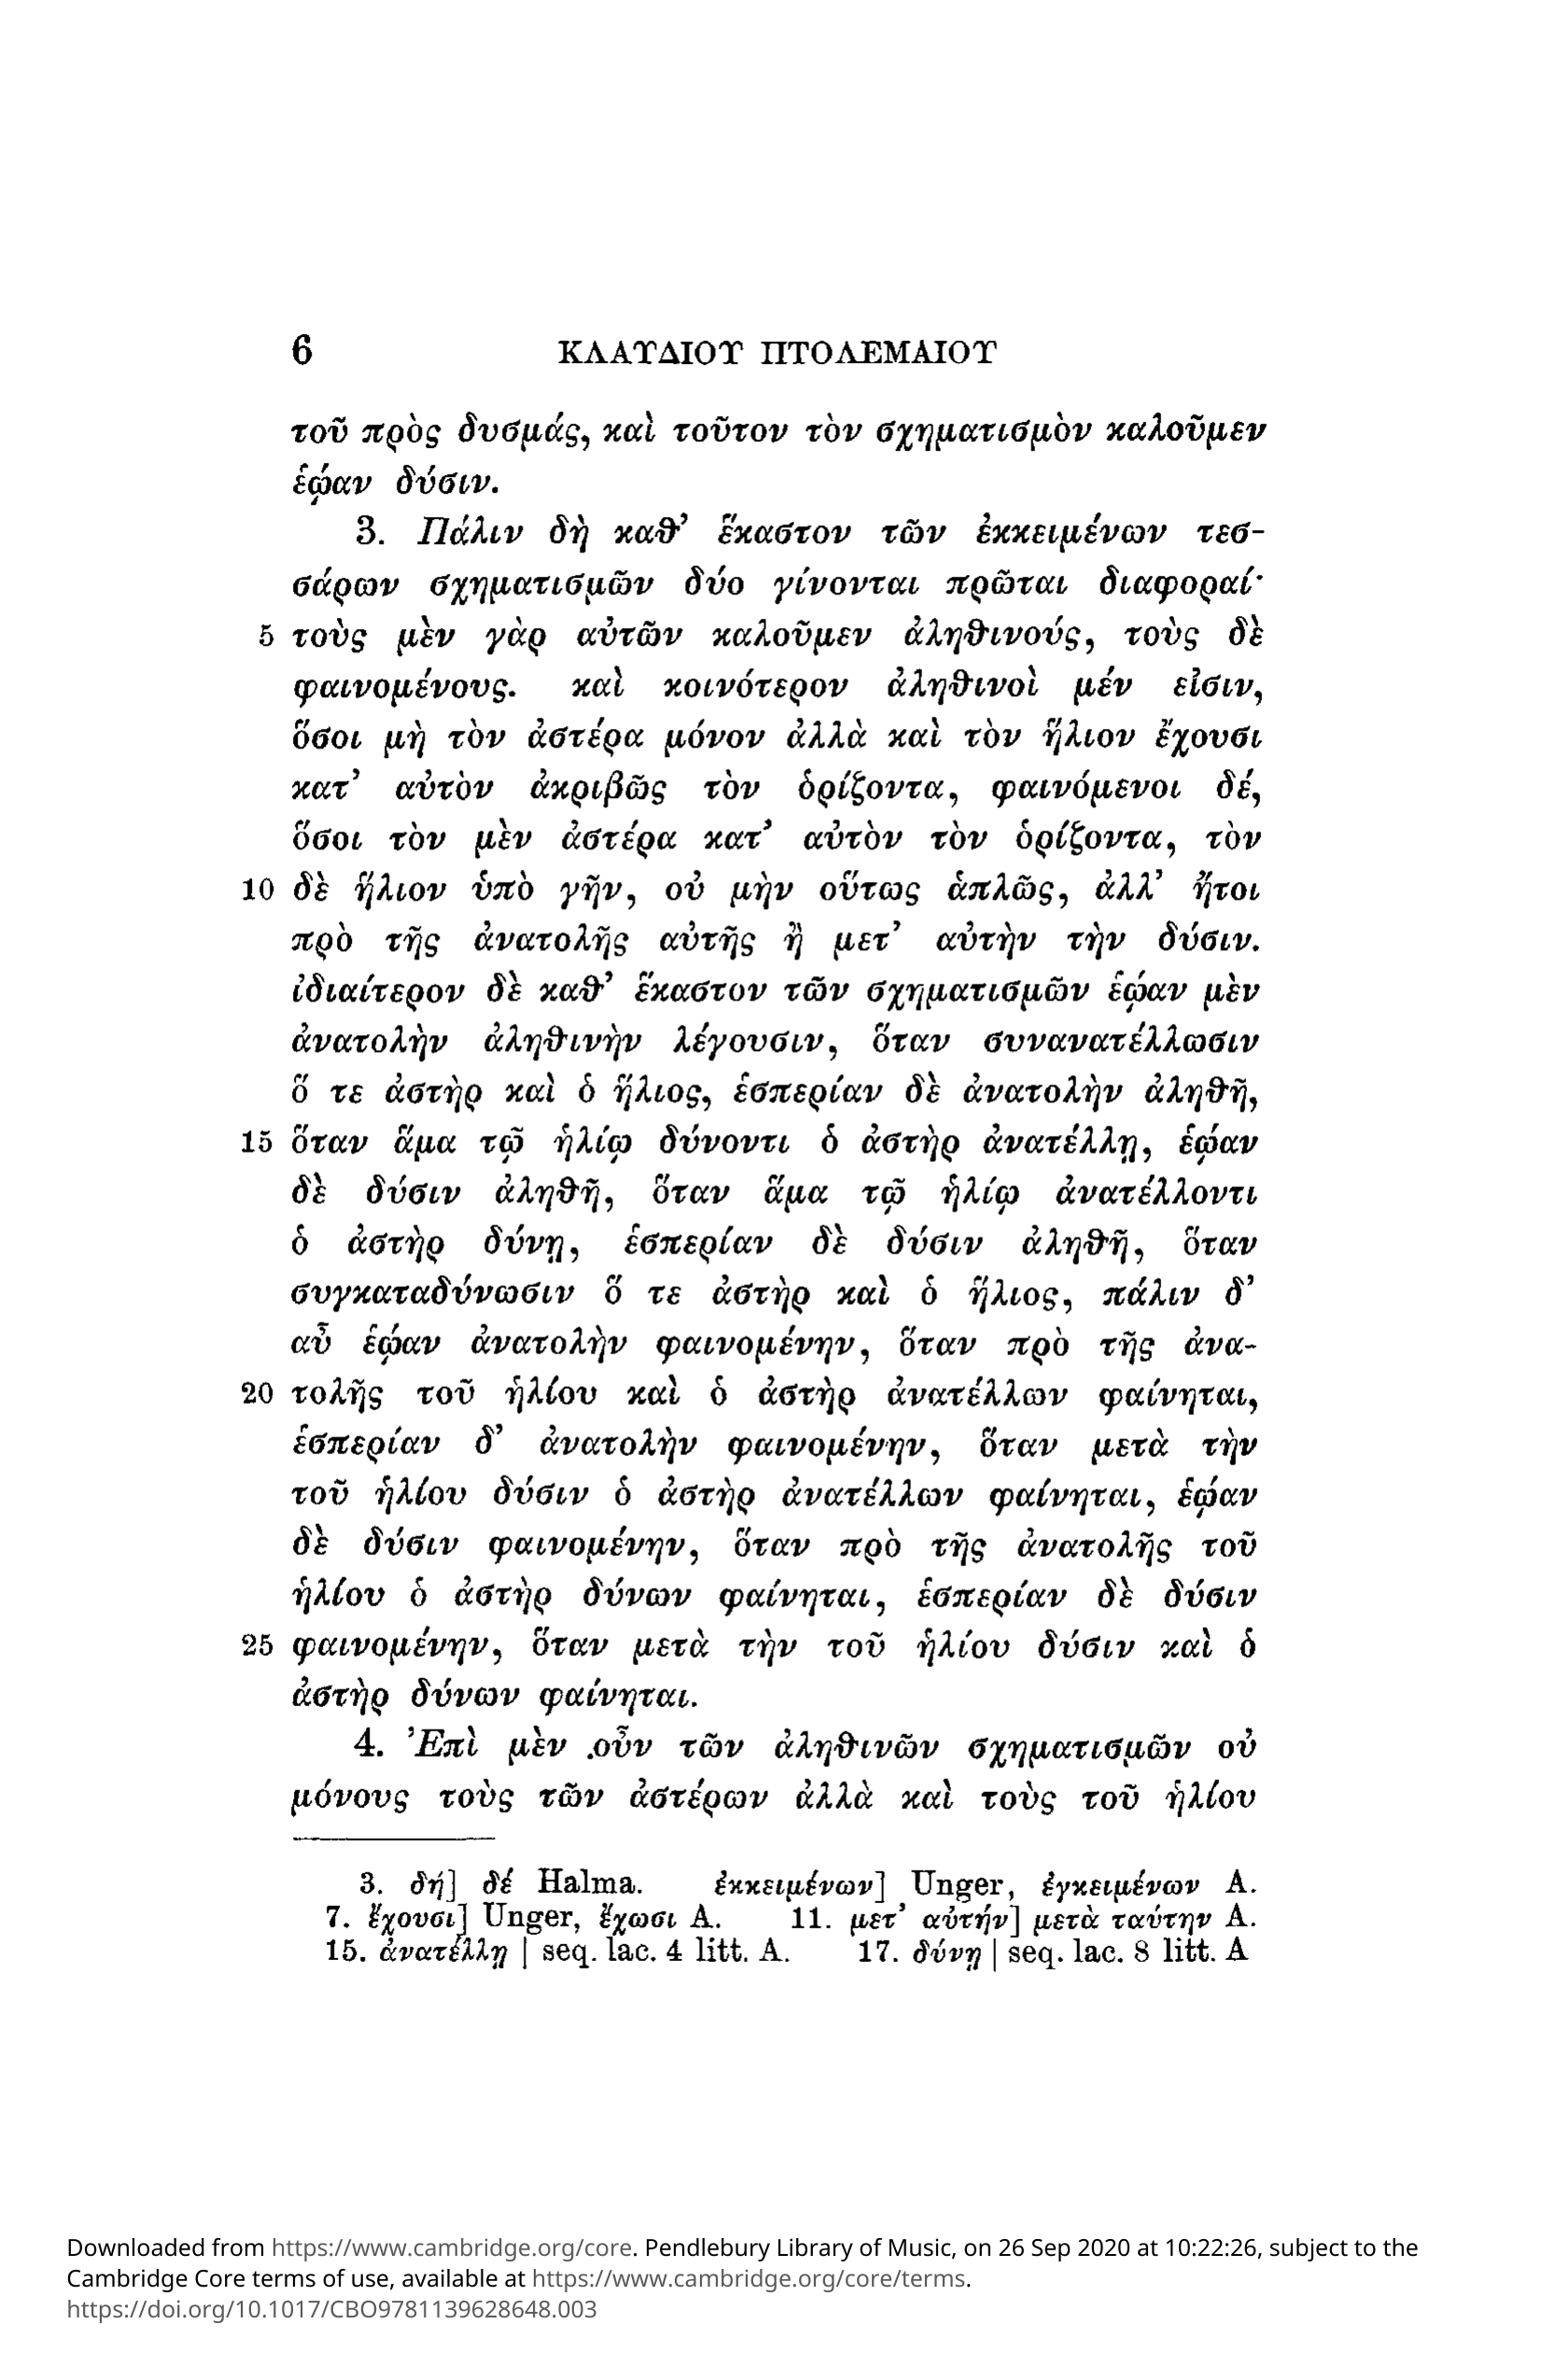 6 ΚΛΑΥΔΙΟΥ ΠΤΟΛΕΜΑΙΟΥ
τοῦ πρὸς δυσμάς, καὶ τοῦτον τὸν σχηματισμὸν καλοῦμεν
ἑῴαν δύσιν.
3. Πάλιν δὴ καθ’ ἕκαστον τῶν ἐκκειμένων τεσ-
σάρων σχηματισμῶν δύο γίνονται πρῶται διαφοραί·
5 τοὺς μὲν γὰρ αὐτῶν καλοῦμεν ἀληθινούς, τοὺς δὲ
φαινομένους. καὶ κοινότερον ἀληθινοὶ μέν εἰσιν,
ὅσοι μὴ τὸν ἀστέρα μόνον ἀλλὰ καὶ τὸν ἥλιον ἔχουσι
κατ’ αὐτὸν ἀκριβῶς τὸν ὁρίζοντα, φαινόμενοι δέ,
ὅσοι τὸν μὲν ἀστέρα κατ’ αὐτὸν τὸν ὁρίζοντα, τὸν
10 δὲ ἥλιον ὑπὸ γῆν, οὐ μὴν οὕτως ἁπλῶς, ἀλλ’ ἤτοι
πρὸ τῆς ἀνατολῆς αὐτῆς ἢ μετ’ αὐτὴν τὴν δύσιν.
ἰδιαίτερον δὲ καθ’ ἕκαστον τῶν σχηματισμῶν ἑῴαν μὲν
ἀνατολὴν ἀληθινὴν λέγουσιν, ὅταν συνανατέλλωσιν
ὅ τε ἀστὴρ καὶ ὁ ἥλιος, ἑσπερίαν δὲ ἀνατολὴν ἀληθῆ,
15 ὅταν ἅμα τῷ ἡλίῳ δύνοντι ὁ ἀστὴρ ἀνατέλλῃ, ἑῴαν
δὲ δύσιν ἀληθῆ, ὅταν ἅμα τῷ ἡλίῳ ἀνατέλλοντι
ὁ ἀστὴρ δύνῃ, ἑσπερίαν δὲ δύσιν ἀληθῆ, ὅταν
συγκαταδύνωσιν ὅ τε ἀστὴρ καὶ ὁ ἥλιος, πάλιν δ’
αὖ ἑῴαν ἀνατολὴν φαινομένην, ὅταν πρὸ τῆς ἀνα-
20 τολῆς τοῦ ἡλίου καὶ ὁ ἀστὴρ ἀνατέλλων φαίνηται,
ἑσπερίαν δ’ ἀνατολὴν φαινομένην, ὅταν μετὰ τὴν
τοῦ ἡλίου δύσιν ὁ ἀστὴρ ἀνατέλλων φαίνηται, ἑῴαν
δὲ δύσιν φαινομένην, ὅταν πρὸ τῆς ἀνατολῆς τοῦ
ἡλίου ὁ ἀστὴρ δύνων φαίνηται, ἑσπερίαν δὲ δύσιν
25 φαινομένην, ὅταν μετὰ τὴν τοῦ ἡλίου δύσιν καὶ ὁ
ἀστὴρ δύνων φαίνηται.
4. Ἐπὶ μὲν οὖν τῶν ἀληθινῶν σχηματισμῶν οὐ
μόνους τοὺς τῶν ἀστέρων ἀλλὰ καὶ τοὺς τοῦ ἡλίου
3. δή] δέ Halma. ἐκκειμένων] Unger, ἐγκειμένων A.
7. ἔχουσι] Unger, ἔχωσι A. 11. μετ’ αὐτήν] μετὰ ταύτην A.
15. ἀνατέλλῃ | seq. lac. 4 litt. A. 17. δύνῃ | seq. lac. 8 litt. A
Downloaded from https://www.cambridge.org/core. Pendlebury Library of Music, on 26 Sep 2020 at 10:22:26, subject to the
Cambridge Core terms of use, available at https://www.cambridge.org/core/terms.
https://doi.org/10.1017/CBO9781139628648.003